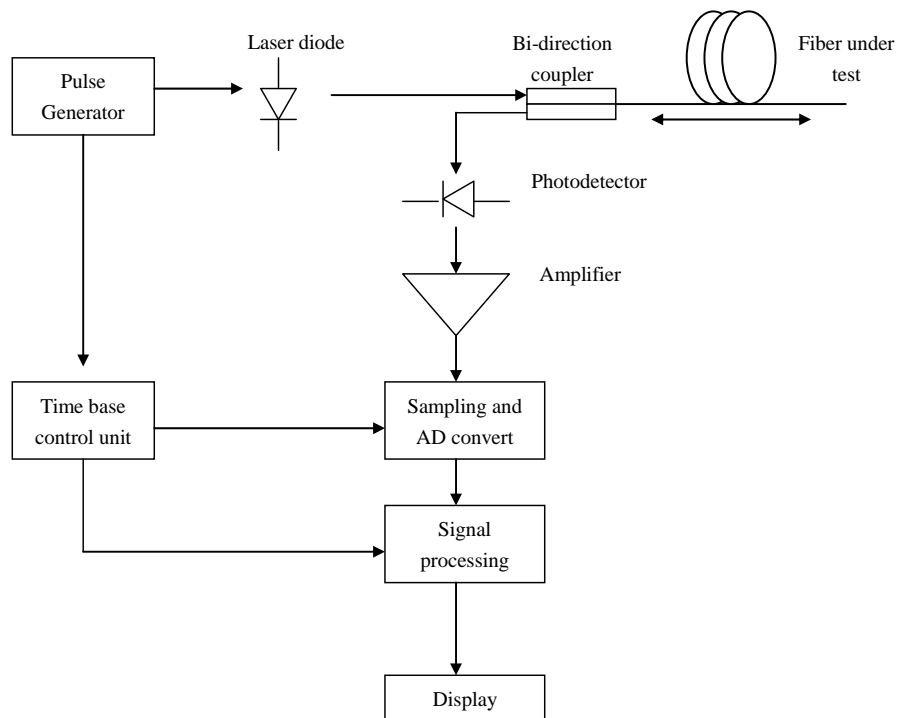 Laser diode
Bi-direction
coupler
Fiber under
test
Pulse
Generator
Photodetector
Amplifier
Time base
control unit
Sampling and
AD convert
Signal
processing
Display